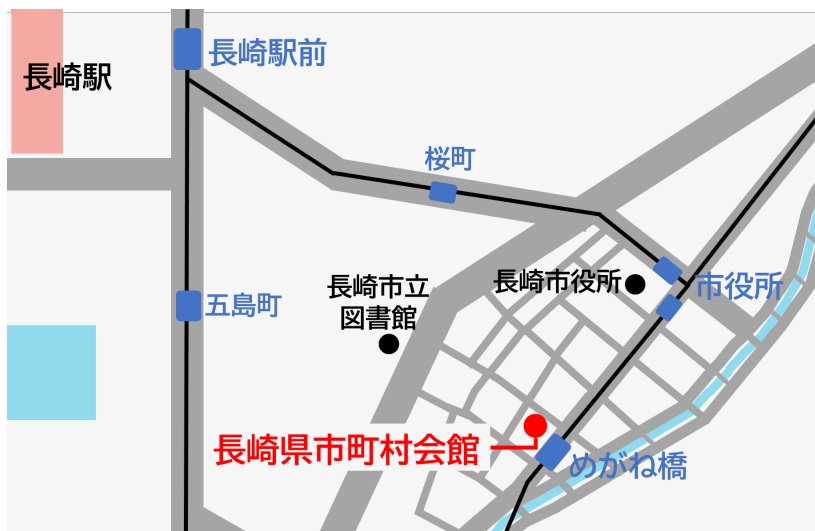 長崎駅前
長崎駅
桜町
長崎市役所
市役所
長崎市立
図書館
五島町
長崎県市町村会館
めがね橋